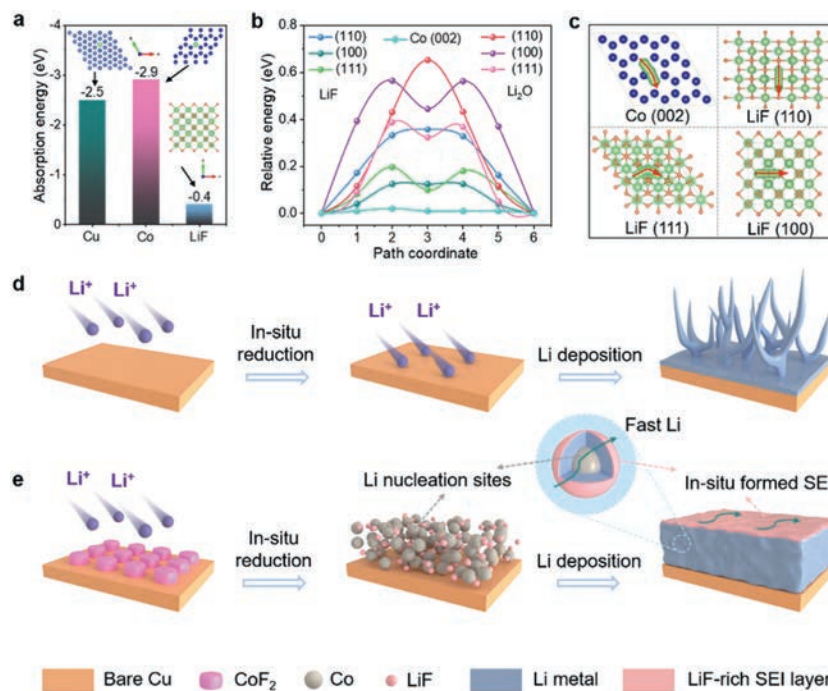 a
Absorption energy (eV)
-4
-3
-2
-1
0
-2.5
-2.9
-0.4
Cu
Co
LiF
b
Relative energy (eV)
0.8
0.6
0.4
0.2
0.0
(110)
(100)
(111)
LiF
Co (002)
(110)
(100)
(111)
Li₂O
0 1 2 3 4 5 6
Path coordinate
c
Co (002)
LiF (110)
LiF (111)
LiF (100)
d
Li⁺
Li⁺
In-situ
reduction
Li⁺
Li⁺
Li deposition
e
Li⁺
Li⁺
In-situ
reduction
Li nucleation sites
Li deposition
Fast Li
In-situ formed SE
Bare Cu
CoF₂
Co
LiF
Li metal
LiF-rich SEI layer